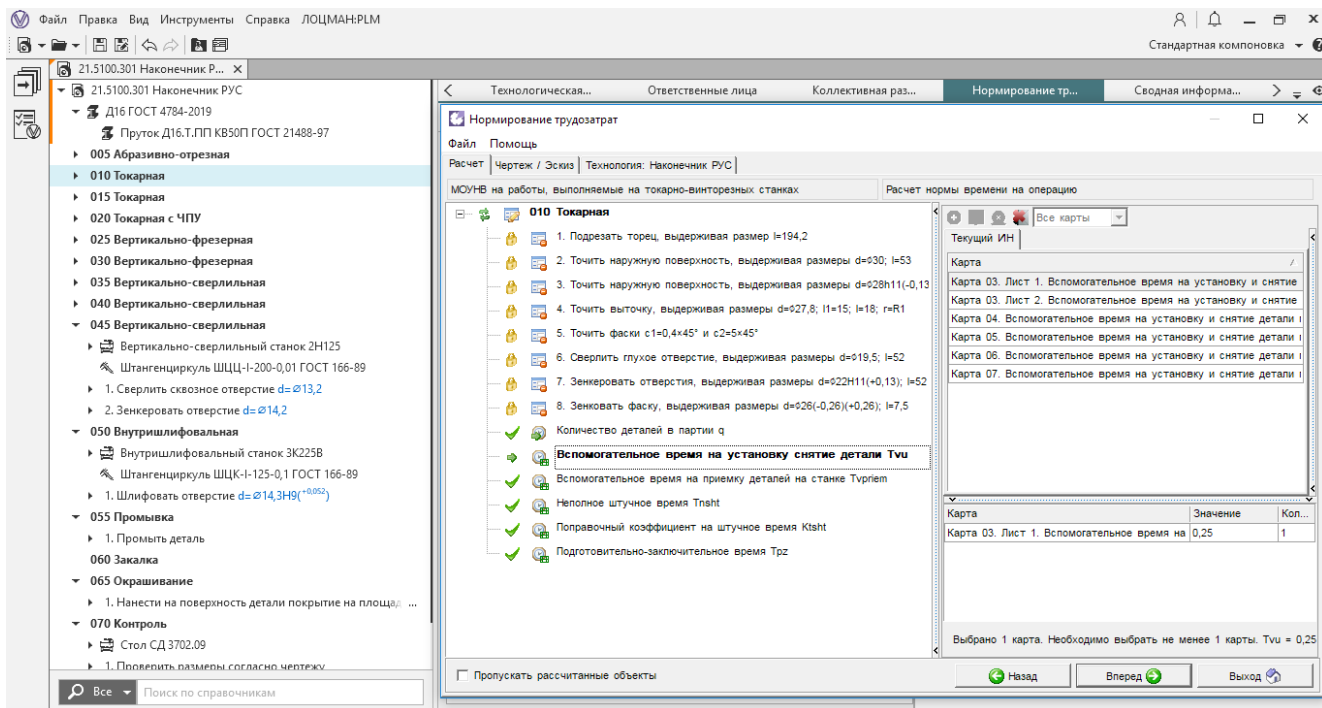 Файл Правка Вид Инструменты Справка ЛОЦМАН:PLM
Стандартная компоновка
21.5100.301 Наконечник Р...
21.5100.301 Наконечник РУС
Д16 ГОСТ 4784-2019
Пруток Д16.Т.ПП КВ50П ГОСТ 21488-97
005 Абразивно-отрезная
010 Токарная
015 Токарная
020 Токарная с ЧПУ
025 Вертикально-фрезерная
030 Вертикально-фрезерная
035 Вертикально-сверлильная
040 Вертикально-сверлильная
045 Вертикально-сверлильная
Вертикально-сверлильный станок 2Н125
Штангенциркуль ШЦЦ-I-200-0,01 ГОСТ 166-89
1. Сверлить сквозное отверстие d=⌀13,2
2. Зенкеровать отверстие d=⌀14,2
050 Внутришлифовальная
Внутришлифовальный станок 3К225В
Штангенциркуль ШЦК-I-125-0,1 ГОСТ 166-89
1. Шлифовать отверстие d=⌀14,3H9(+0,052)
055 Промывка
1. Промыть деталь
060 Закалка
065 Окрашивание
1. Нанести на поверхность детали покрытие на площад ...
070 Контроль
Стол СД 3702.09
1. Проверить размеры согласно чертежу
Все Поиск по справочникам
Технологическая... Ответственные лица Коллективная раз... Нормирование тр... Сводная информа...
Нормирование трудозатрат
Файл Помощь
Расчет Чертеж / Эскиз Технология: Наконечник РУС
МОУНВ на работы, выполняемые на токарно-винторезных станках Расчет нормы времени на операцию
010 Токарная
1. Подрезать торец, выдерживая размер l=194,2
2. Точить наружную поверхность, выдерживая размеры d=⌀30; l=53
3. Точить наружную поверхность, выдерживая размеры d=⌀28h11(-0,13
4. Точить выточку, выдерживая размеры d=⌀27,8; l1=15; l=18; r=R1
5. Точить фаски c1=0,4×45° и c2=5×45°
6. Сверлить глухое отверстие, выдерживая размеры d=⌀19,5; l=52
7. Зенкеровать отверстия, выдерживая размеры d=⌀22H11(+0,13); l=52
8. Зенковать фаску, выдерживая размеры d=⌀26(-0,26)(+0,26); l=7,5
Количество деталей в партии q
Вспомогательное время на установку снятие детали Tvu
Вспомогательное время на приемку деталей на станке Tvpriem
Неполное штучное время Tnsht
Поправочный коэффициент на штучное время Ktsht
Подготовительно-заключительное время Tpz
Все карты
Текущий ИН
Карта
Карта 03. Лист 1. Вспомогательное время на установку и снятие
Карта 03. Лист 2. Вспомогательное время на установку и снятие
Карта 04. Вспомогательное время на установку и снятие детали
Карта 05. Вспомогательное время на установку и снятие детали
Карта 06. Вспомогательное время на установку и снятие детали
Карта 07. Вспомогательное время на установку и снятие детали
Карта Значение Кол...
Карта 03. Лист 1. Вспомогательное время на 0,25 1
Выбрано 1 карта. Необходимо выбрать не менее 1 карты. Tvu = 0,25
Пропускать рассчитанные объекты
Назад Вперед Выход